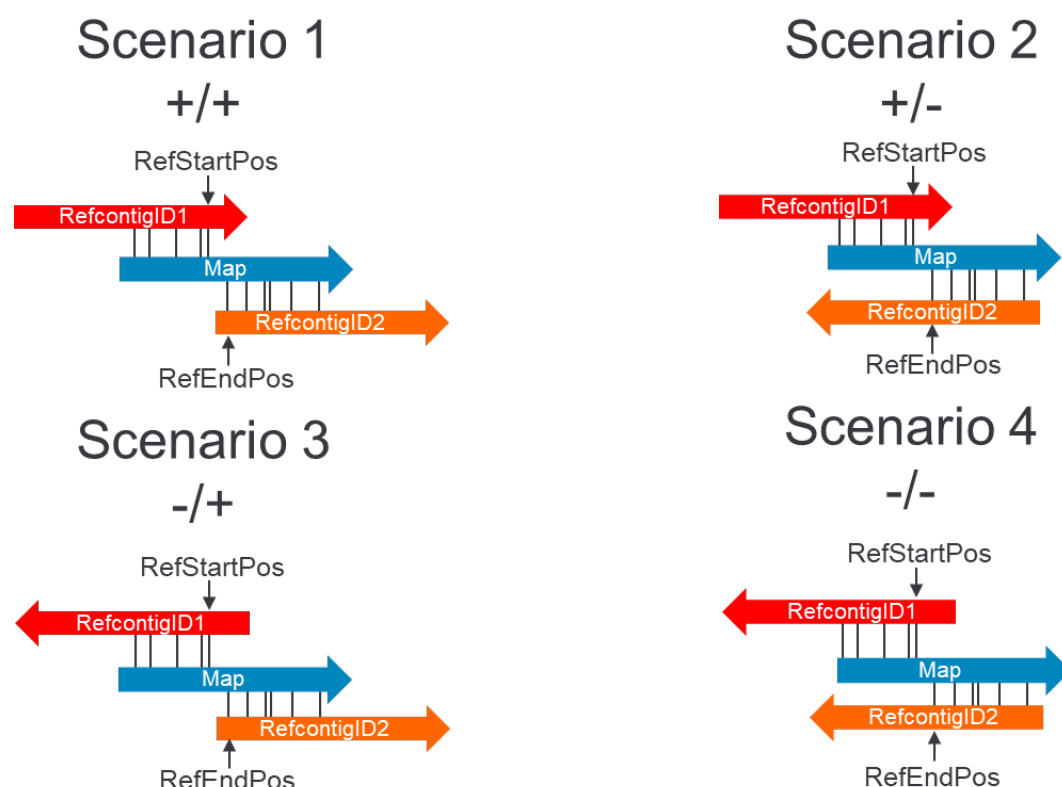 Scenario 1
+/+
RefStartPos
RefcontigID1
Map
RefcontigID2
RefEndPos
Scenario 2
+/-
RefStartPos
RefcontigID1
Map
RefcontigID2
RefEndPos
Scenario 3
-/+
RefStartPos
RefcontigID1
Map
RefcontigID2
RefEndPos
Scenario 4
-/-
RefStartPos
RefcontigID1
Map
RefcontigID2
RefEndPos